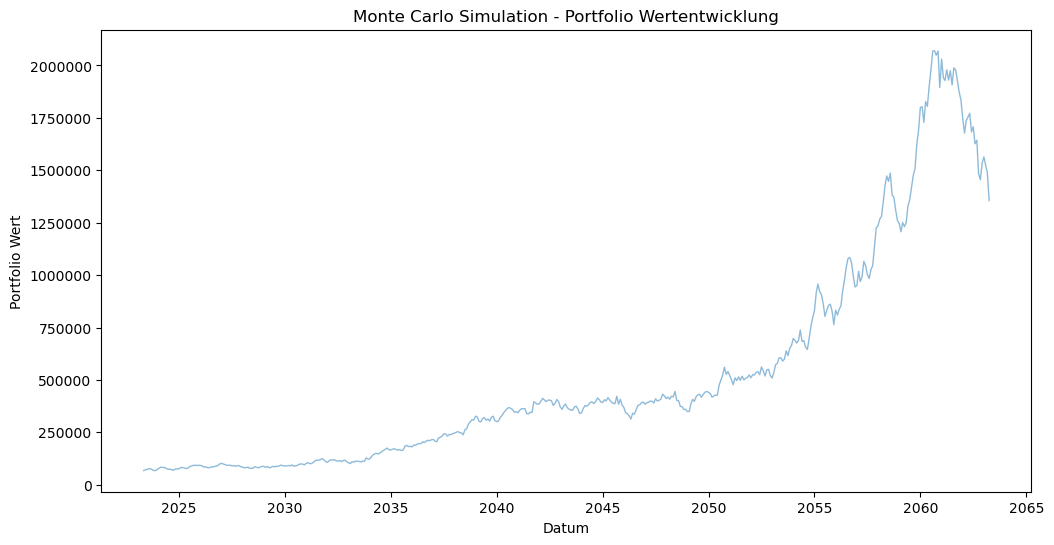 Monte Carlo Simulation - Portfolio Wertentwicklung
Portfolio Wert
2000000
1750000
1500000
1250000
1000000
750000
500000
250000
0
2025 2030 2035 2040 2045 2050 2055 2060 2065
Datum